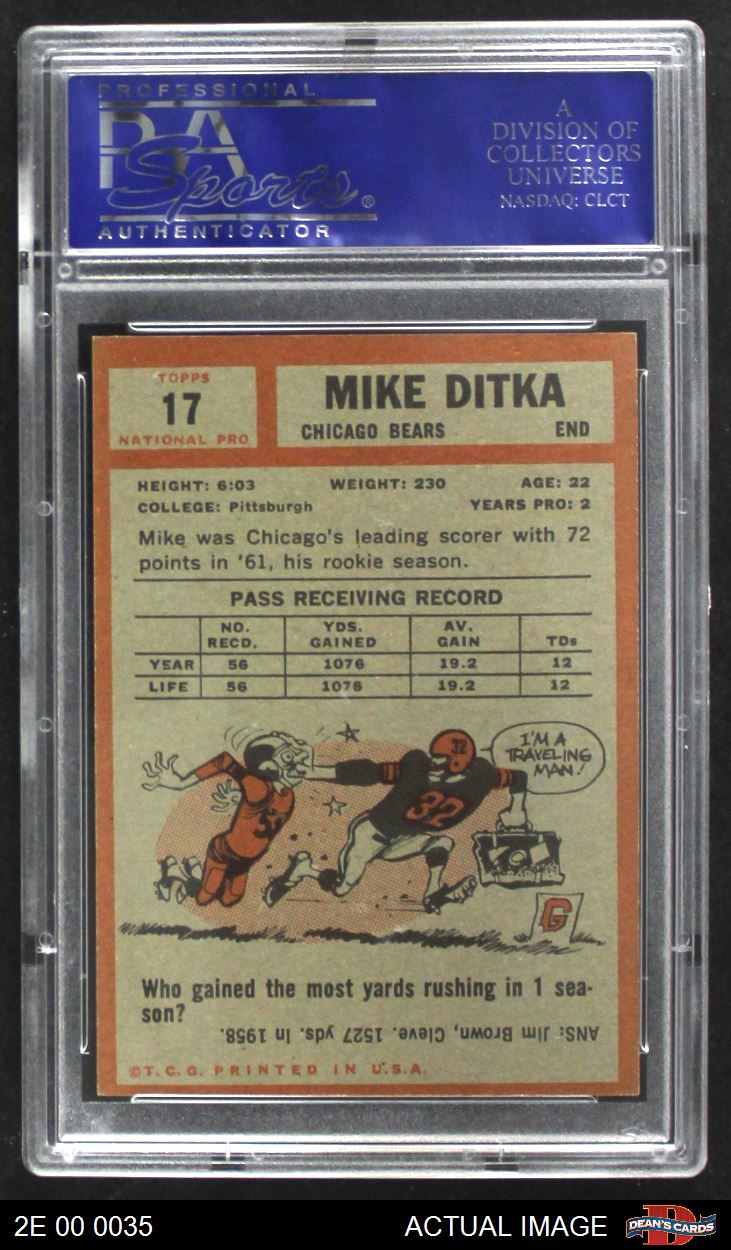 PROFESSIONAL
PSA
Sports®
AUTHENTICATOR
A
DIVISION OF
COLLECTORS
UNIVERSE
NASDAQ: CLCT
TOPPS
17
NATIONAL PRO
MIKE DITKA
CHICAGO BEARS END
HEIGHT: 6:03 WEIGHT: 230 AGE: 22
COLLEGE: Pittsburgh YEARS PRO: 2
Mike was Chicago's leading scorer with 72
points in '61, his rookie season.
PASS RECEIVING RECORD
NO. RECD. YDS. GAINED AV. GAIN TDs
YEAR 56 1076 19.2 12
LIFE 56 1076 19.2 12
32
I'M A
TRAVELING
MAN!
32
G
Who gained the most yards rushing in 1 sea-
son?
ANS: Jim Brown, Cleve. 1527 yds. in 1958.
©T.C.G. PRINTED IN U.S.A.
2E 00 0035 ACTUAL IMAGE DEAN'S CARDS